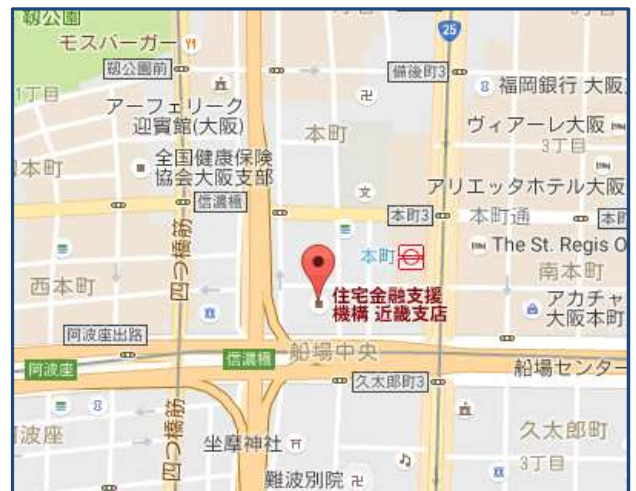 靱公園
モスバーガー
25
靱公園前
備後町3
福岡銀行 大阪
1丁目
アーフェリーク
迎賓館(大阪)
本町
ヴィアーレ大阪
3丁目
本町
全国健康保険
協会大阪支部
アリエッタホテル大阪
信濃橋
本町3
本町通
本町
四つ橋筋
本町
The St. Regis O
南本町
西本町
住宅金融支援
機構 近畿支店
アカチャ
大阪本町
阿波座出路
信濃橋
船場中央
阿波座
船場センター
久太郎町3
四つ橋筋
波座
坐摩神社
久太郎町
3丁目
難波別院